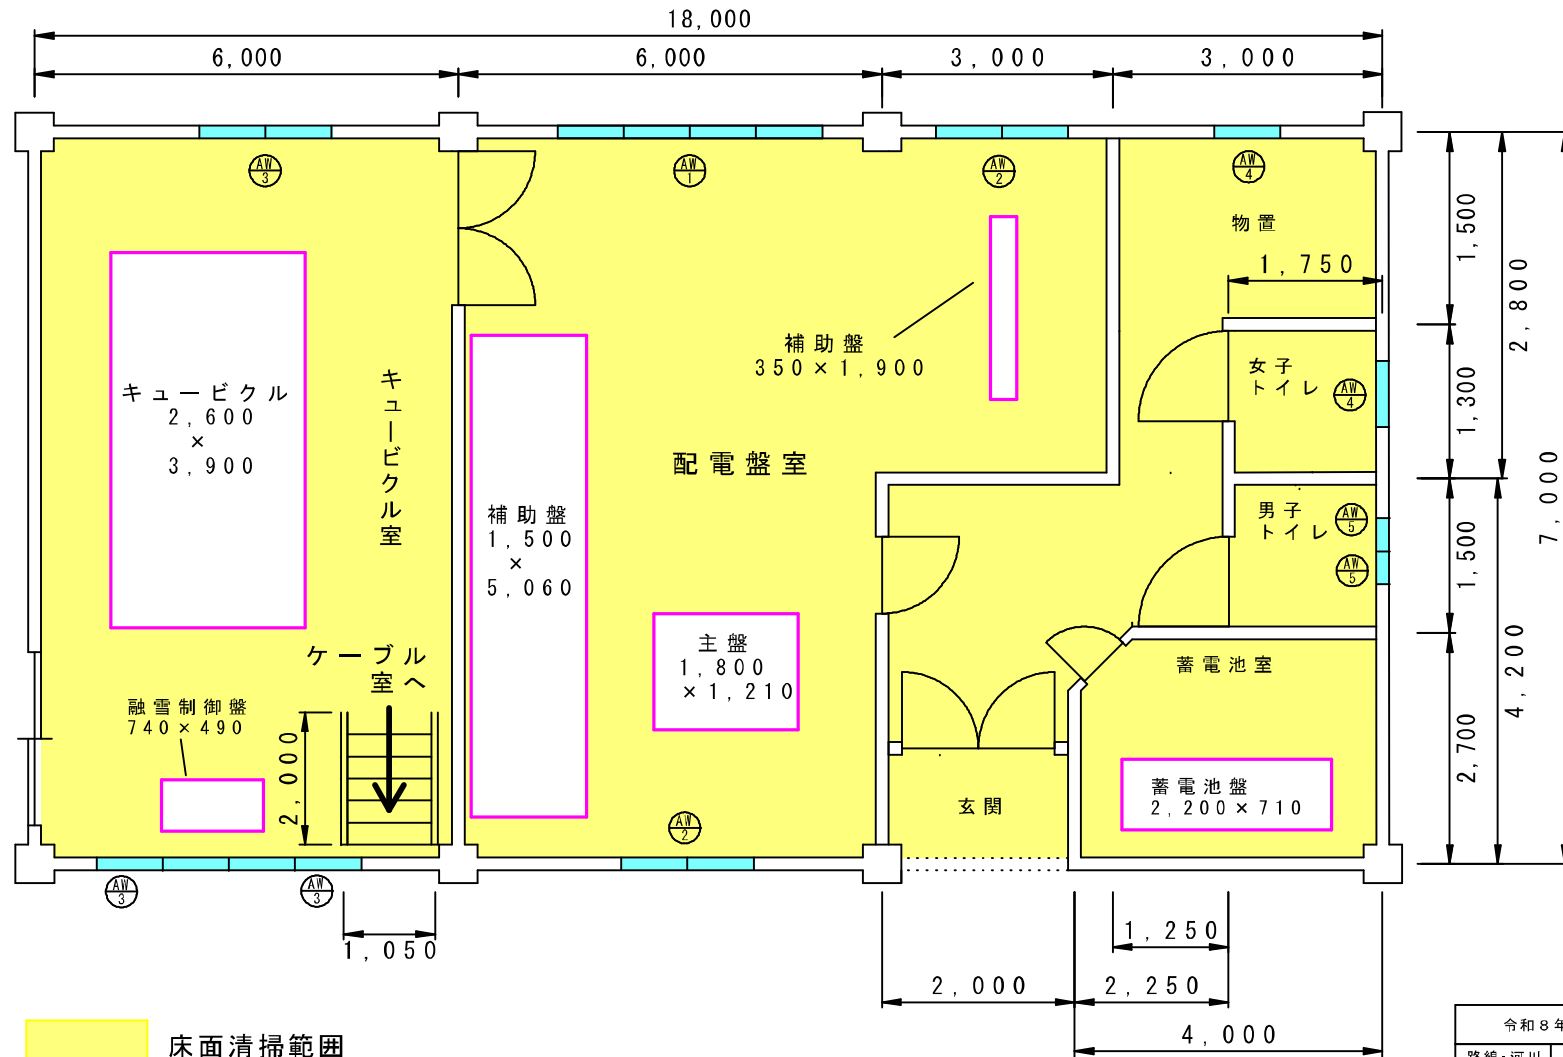 18,000
6,000
6,000
3,000
3,000
AW
3
AW
1
AW
2
AW
4
物置
1,750
1,500
2,800
1,300
7,000
1,500
4,200
2,700
補助盤
350×1,900
女子
トイレ
AW
4
キュービクル
2,600
×
3,900
キュービクル室
配電盤室
補助盤
1,500
×
5,060
男子
トイレ
AW
5
AW
5
主盤
1,800
×1,210
ケーブル
室へ
蓄電池室
融雪制御盤
740×490
2,000
蓄電池盤
2,200×710
玄関
AW
2
AW
3
AW
3
1,050
1,250
2,000
2,250
4,000
床面清掃範囲
令和8年
路線・河川